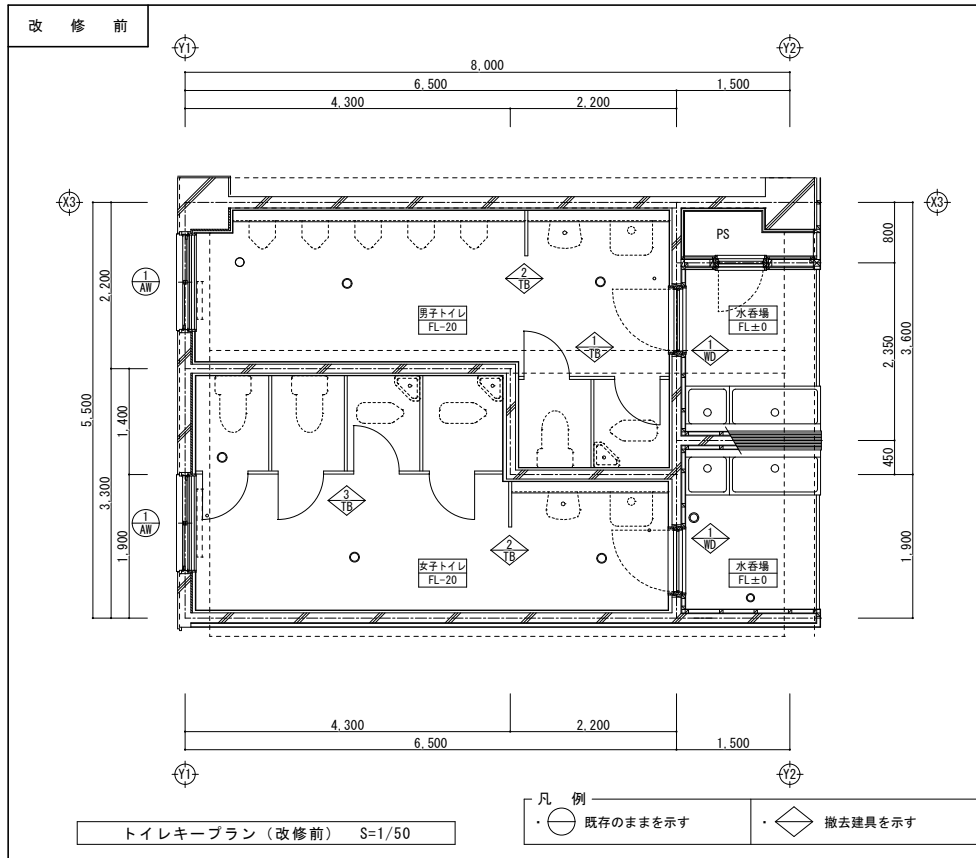 改 修 前
Y1
Y2
8,000
6,500
1,500
4,300
2,200
X3
X3
PS
800
2,200
1
AW
2
TB
男子トイレ
FL-20
水呑場
FL±0
1
TB
1
WD
2,350
3,600
5,500
1,400
450
3,300
3
TB
1
AW
1,900
2
TB
1
WD
女子トイレ
FL-20
水呑場
FL±0
1,900
4,300
2,200
6,500
1,500
Y1
Y2
トイレキープラン（改修前） S=1/50
凡 例
・ 既存のままを示す
・ 撤去建具を示す